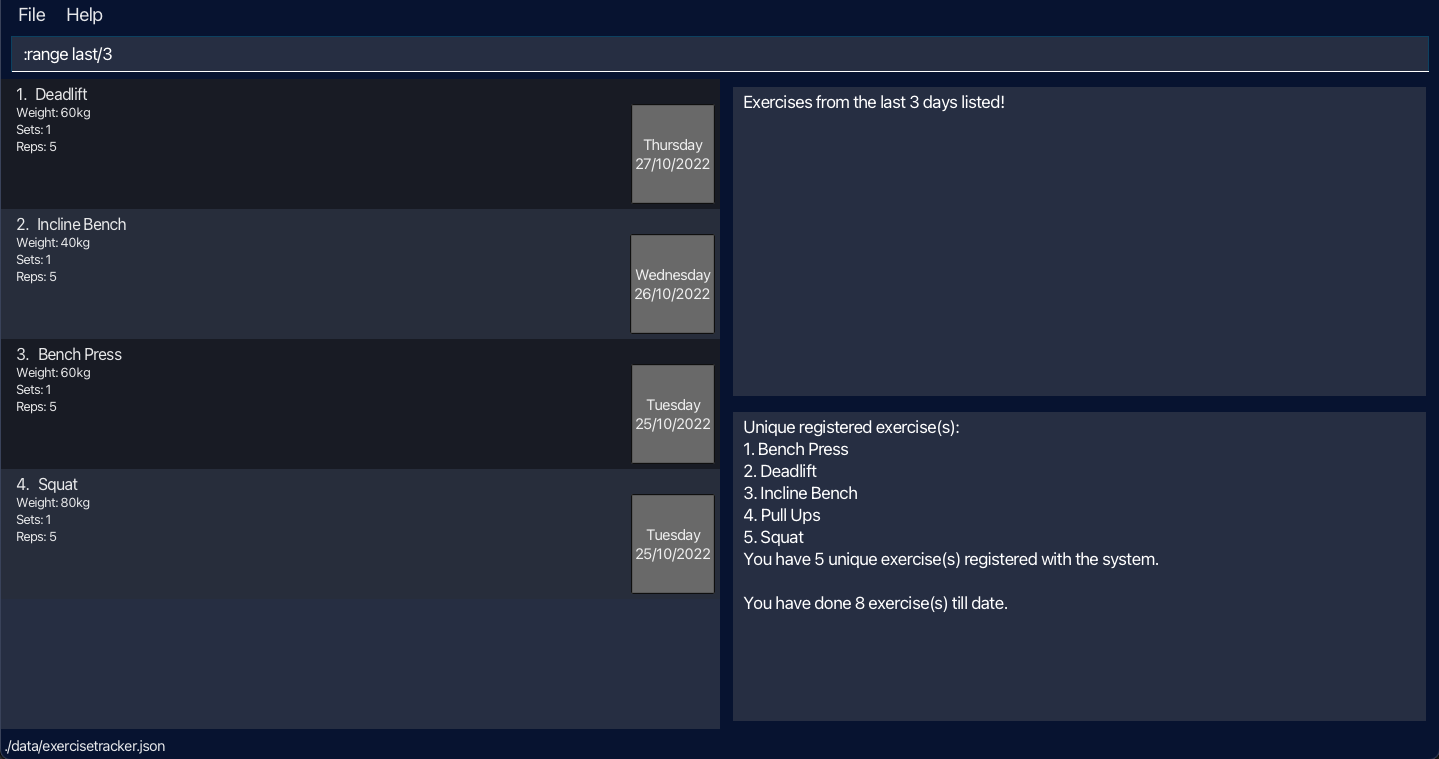 File Help
:range last/3
1. Deadlift
Weight: 60kg
Sets: 1
Reps: 5
Thursday
27/10/2022
2. Incline Bench
Weight: 40kg
Sets: 1
Reps: 5
Wednesday
26/10/2022
3. Bench Press
Weight: 60kg
Sets: 1
Reps: 5
Tuesday
25/10/2022
4. Squat
Weight: 80kg
Sets: 1
Reps: 5
Tuesday
25/10/2022
Exercises from the last 3 days listed!
Unique registered exercise(s):
1. Bench Press
2. Deadlift
3. Incline Bench
4. Pull Ups
5. Squat
You have 5 unique exercise(s) registered with the system.
You have done 8 exercise(s) till date.
./data/exercisetracker.json